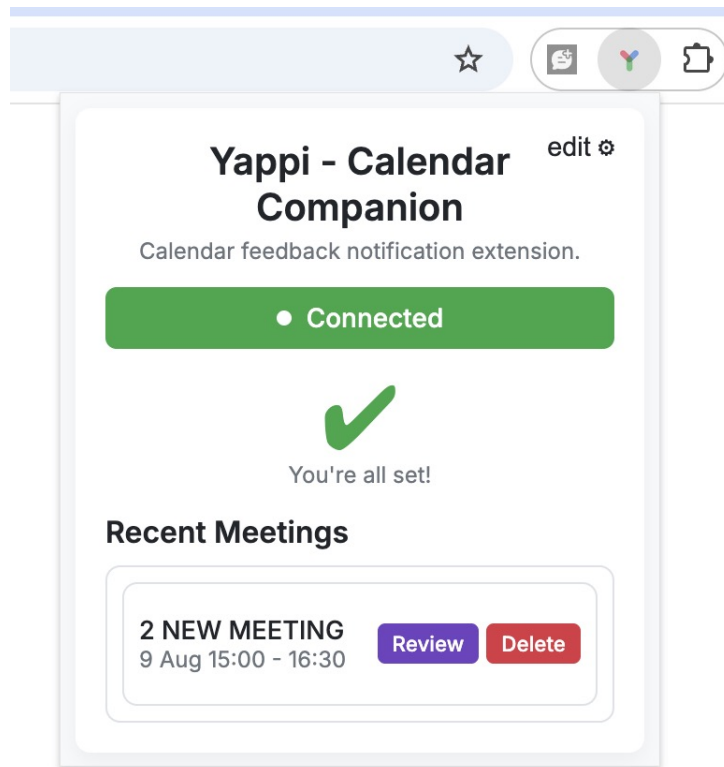 edit ⚙
Yappi - Calendar
Companion
Calendar feedback notification extension.
Connected
You're all set!
Recent Meetings
2 NEW MEETING
9 Aug 15:00 - 16:30
Review
Delete